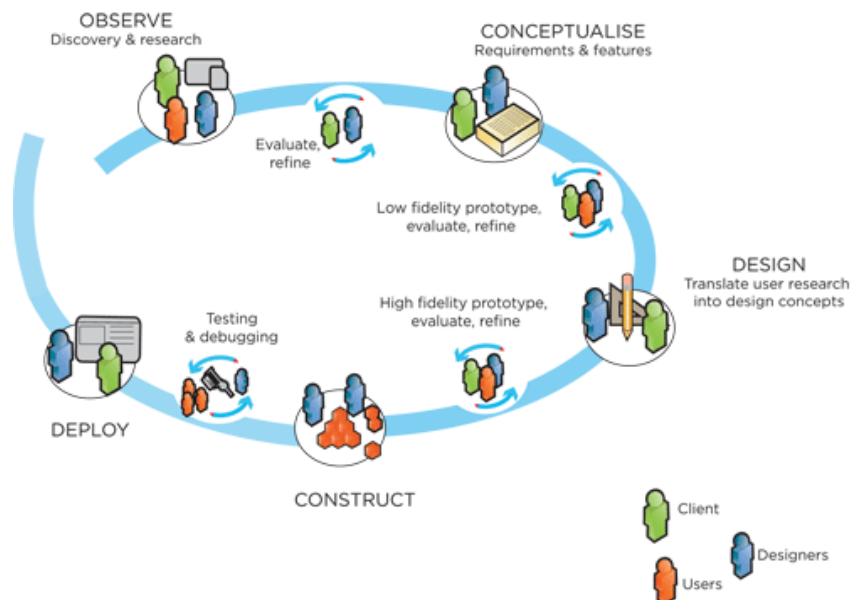 OBSERVE
Discovery & research
CONCEPTUALISE
Requirements & features
Evaluate,
refine
Low fidelity prototype,
evaluate, refine
DESIGN
Translate user research
into design concepts
High fidelity prototype,
evaluate, refine
Testing
& debugging
DEPLOY
CONSTRUCT
Client
Designers
Users